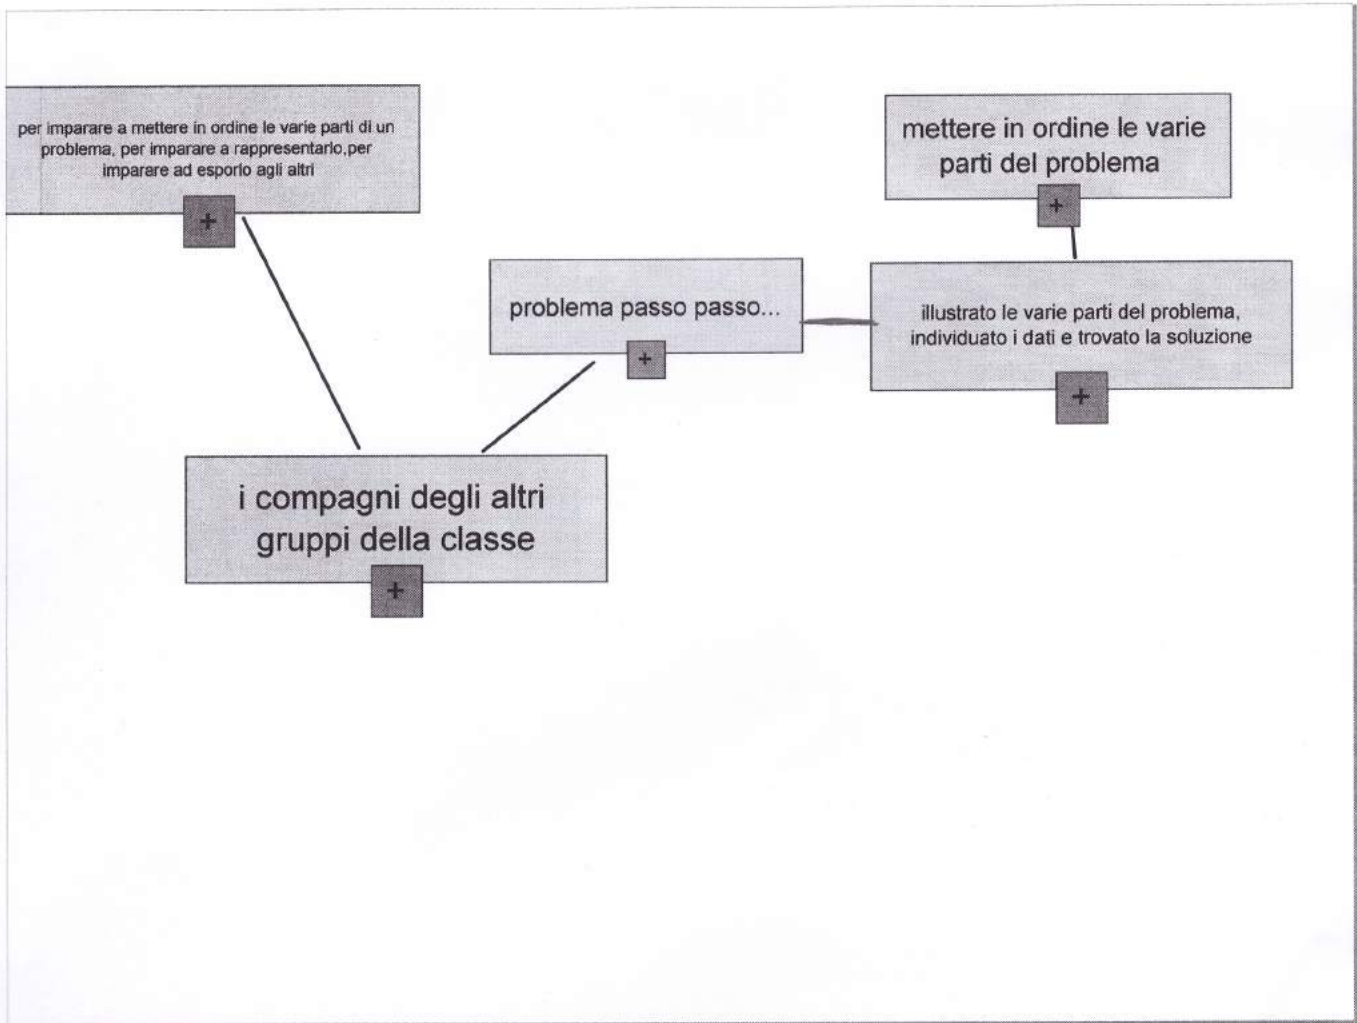 per imparare a mettere in ordine le varie parti di un
problema, per imparare a rappresentarlo,per
imparare ad esporlo agli altri
+
mettere in ordine le varie
parti del problema
+
problema passo passo...
+
illustrato le varie parti del problema,
individuato i dati e trovato la soluzione
+
i compagni degli altri
gruppi della classe
+